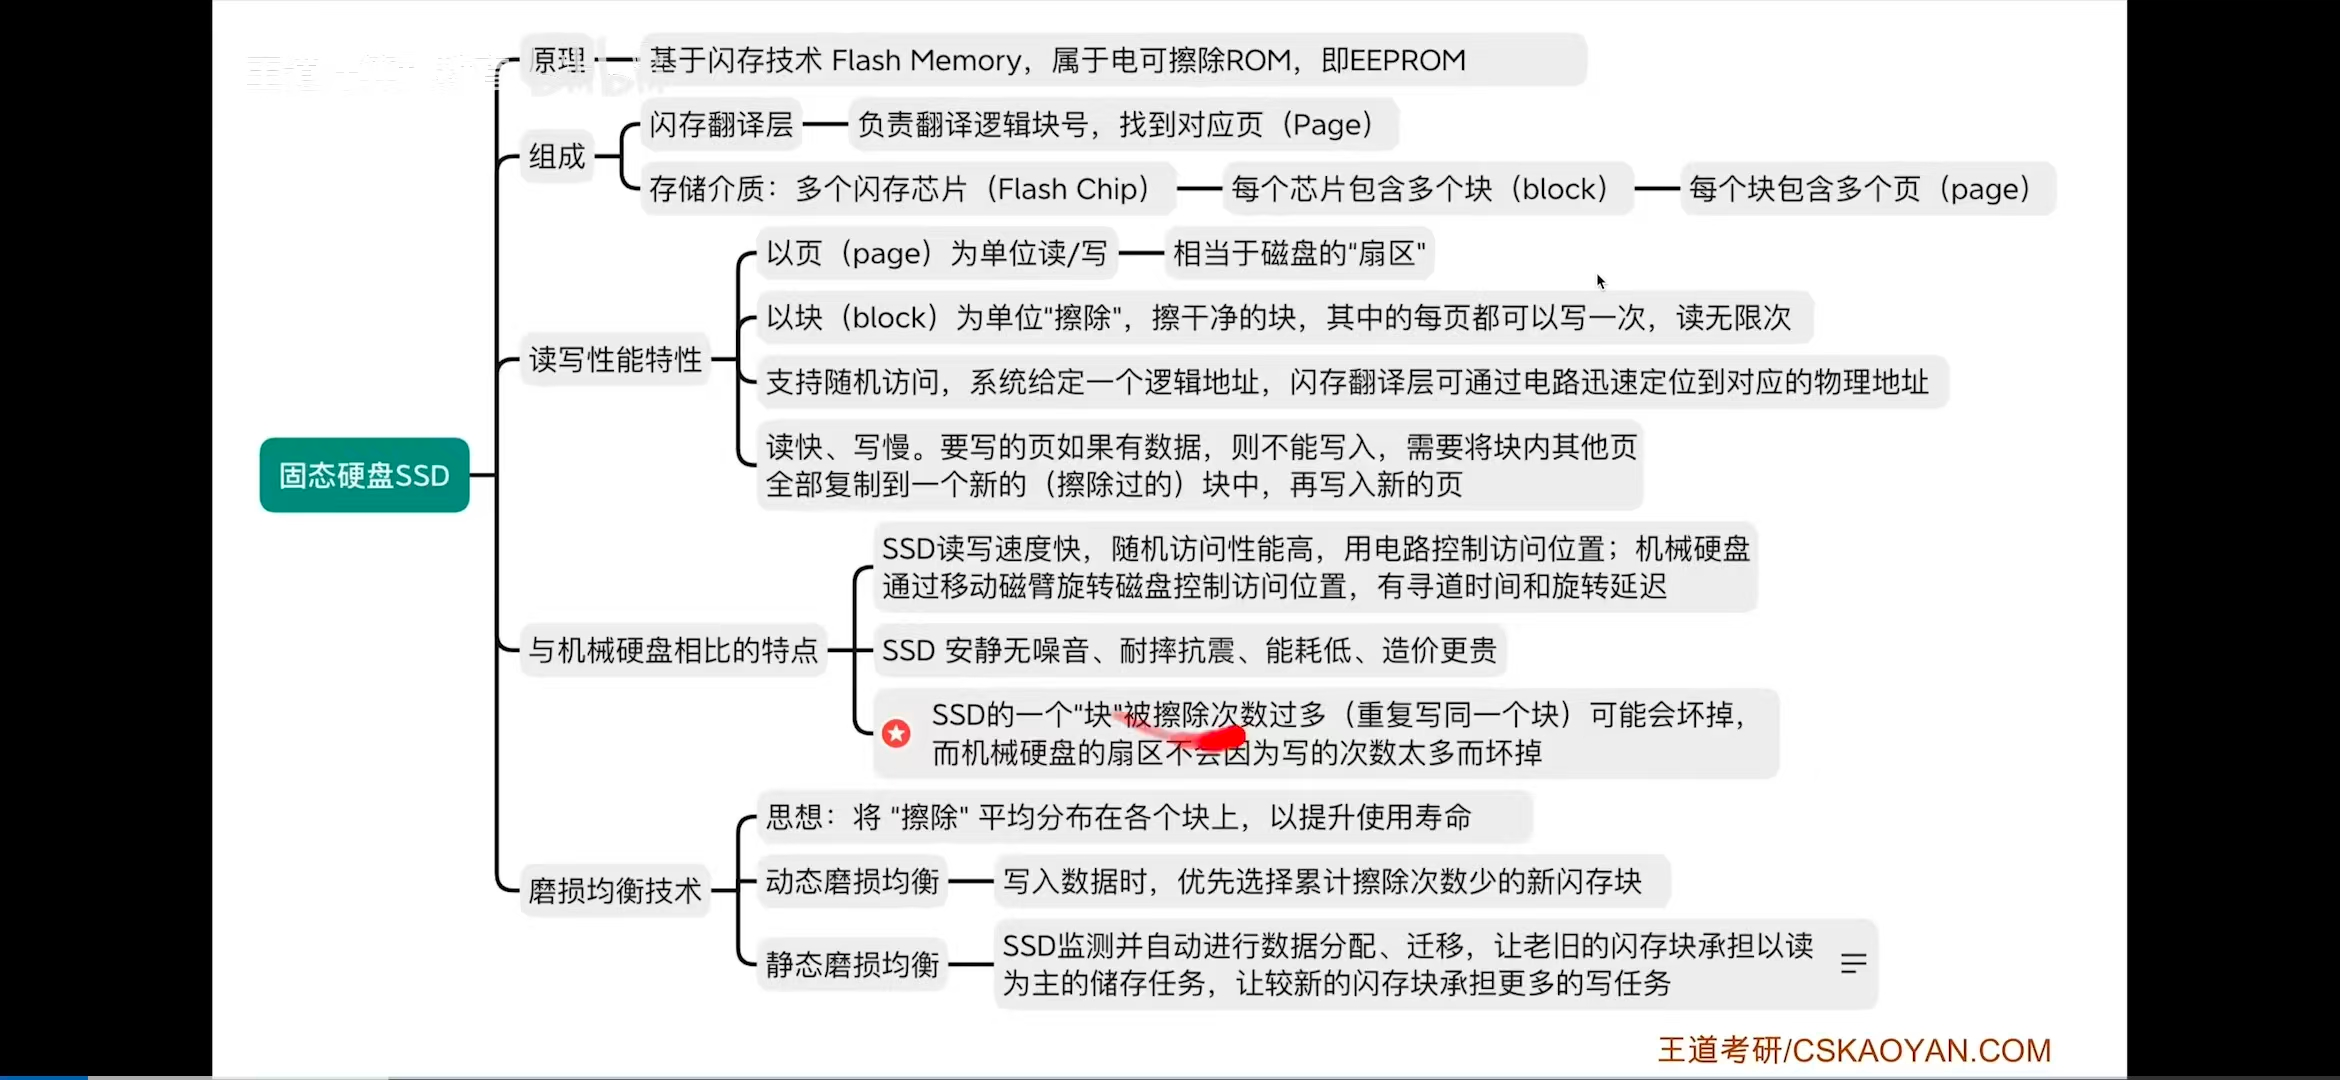 原理
基于闪存技术 Flash Memory，属于电可擦除ROM，即EEPROM
组成
闪存翻译层
负责翻译逻辑块号，找到对应页（Page）
存储介质：多个闪存芯片（Flash Chip）
每个芯片包含多个块（block）
每个块包含多个页（page）
读写性能特性
以页（page）为单位读/写
相当于磁盘的"扇区"
以块（block）为单位"擦除"，擦干净的块，其中的每页都可以写一次，读无限次
支持随机访问，系统给定一个逻辑地址，闪存翻译层可通过电路迅速定位到对应的物理地址
读快、写慢。要写的页如果有数据，则不能写入，需要将块内其他页
全部复制到一个新的（擦除过的）块中，再写入新的页
固态硬盘SSD
与机械硬盘相比的特点
SSD读写速度快，随机访问性能高，用电路控制访问位置；机械硬盘
通过移动磁臂旋转磁盘控制访问位置，有寻道时间和旋转延迟
SSD 安静无噪音、耐摔抗震、能耗低、造价更贵
SSD的一个"块"被擦除次数过多（重复写同一个块）可能会坏掉，
而机械硬盘的扇区不会因为写的次数太多而坏掉
磨损均衡技术
思想：将 "擦除" 平均分布在各个块上，以提升使用寿命
动态磨损均衡
写入数据时，优先选择累计擦除次数少的新闪存块
静态磨损均衡
SSD监测并自动进行数据分配、迁移，让老旧的闪存块承担以读
为主的储存任务，让较新的闪存块承担更多的写任务
王道考研/CSKAOYAN.COM